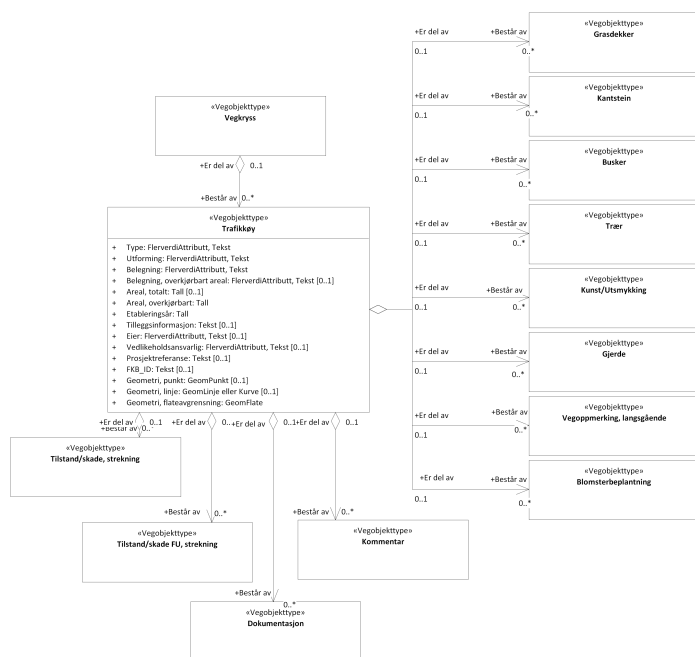 «Vegobjekttype»
Grasdekker
+Er del av
+Består av
0..1
0..*
«Vegobjekttype»
Kantstein
+Er del av
+Består av
0..1
0..*
«Vegobjekttype»
Vegkryss
+Er del av
0..1
+Består av
0..*
«Vegobjekttype»
Busker
+Er del av
+Består av
0..1
0..*
«Vegobjekttype»
Trær
+Er del av
+Består av
0..1
0..*
«Vegobjekttype»
Trafikkøy
+ Type: FlerverdiAttributt, Tekst
+ Utforming: FlerverdiAttributt, Tekst
+ Belegning: FlerverdiAttributt, Tekst
+ Belegning, overkjørbart areal: FlerverdiAttributt, Tekst [0..1]
+ Areal, totalt: Tall [0..1]
+ Areal, overkjørbart: Tall
+ Etableringsår: Tall
+ Tilleggsinformasjon: Tekst [0..1]
+ Eier: FlerverdiAttributt, Tekst [0..1]
+ Vedlikeholdsansvarlig: FlerverdiAttributt, Tekst [0..1]
+ Prosjektreferanse: Tekst [0..1]
+ FKB_ID: Tekst [0..1]
+ Geometri, punkt: GeomPunkt [0..1]
+ Geometri, linje: GeomLinje eller Kurve [0..1]
+ Geometri, flateavgrensning: GeomFlate
«Vegobjekttype»
Kunst/Utsmykking
+Er del av
+Består av
0..1
0..*
«Vegobjekttype»
Gjerde
+Er del av
+Består av
0..1
0..*
«Vegobjekttype»
Vegoppmerking, langsgående
+Er del av
+Består av
0..1
0..*
«Vegobjekttype»
Blomsterbeplantning
+Er del av
+Består av
0..1
0..*
+Er del av
0..1
+Består av
0..*
«Vegobjekttype»
Tilstand/skade, strekning
+Er del av
0..
+Består av
0..*
«Vegobjekttype»
Tilstand/skade FU, strekning
+Er del av
0..1
+Består av
0..*
«Vegobjekttype»
Dokumentasjon
+Er del av
0..1
+Består av
0..*
«Vegobjekttype»
Kommentar